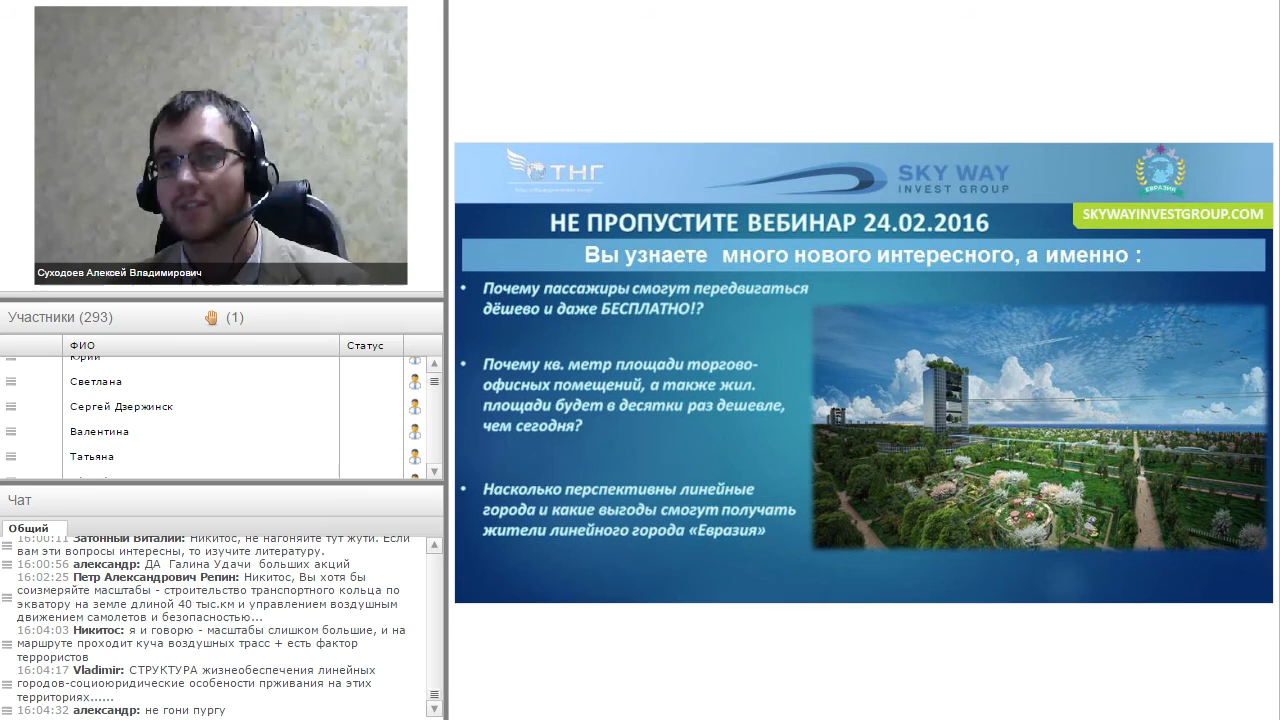 Суходоев Алексей Владимирович
Участники (293)
(1)
ФИО
Статус
Юрий
Светлана
Сергей Дзержинск
Валентина
Татьяна
Чат
Общий
16:00:11 Затонный Виталий: Никитос, не нагоняйте тут жути. Если
вам эти вопросы интересны, то изучите литературу.
16:00:56 александр: ДА Галина Удачи больших акций
16:02:25 Петр Александрович Репин: Никитос, Вы хотя бы
соизмеряйте масштабы - строительство транспортного кольца по
экватору на земле длиной 40 тыс.км и управлением воздушным
движением самолетов и безопасностью...
16:04:03 Никитос: я и говорю - масштабы слишком большие, и на
маршруте проходит куча воздушных трасс + есть фактор
террористов
16:04:17 Vladimir: СТРУКТУРА жизнеобеспечения линейных
городов-социоюридические особености прживания на этих
территориях......
16:04:32 александр: не гони пургу
ТНГ
SKY WAY
INVEST GROUP
ЕВРАЗИЯ
SKYWAYINVESTGROUP.COM
НЕ ПРОПУСТИТЕ ВЕБИНАР 24.02.2016
Вы узнаете много нового интересного, а именно :
• Почему пассажиры смогут передвигаться
дёшево и даже БЕСПЛАТНО!?
• Почему кв. метр площади торгово-
офисных помещений, а также жил.
площади будет в десятки раз дешевле,
чем сегодня?
• Насколько перспективны линейные
города и какие выгоды смогут получать
жители линейного города «Евразия»